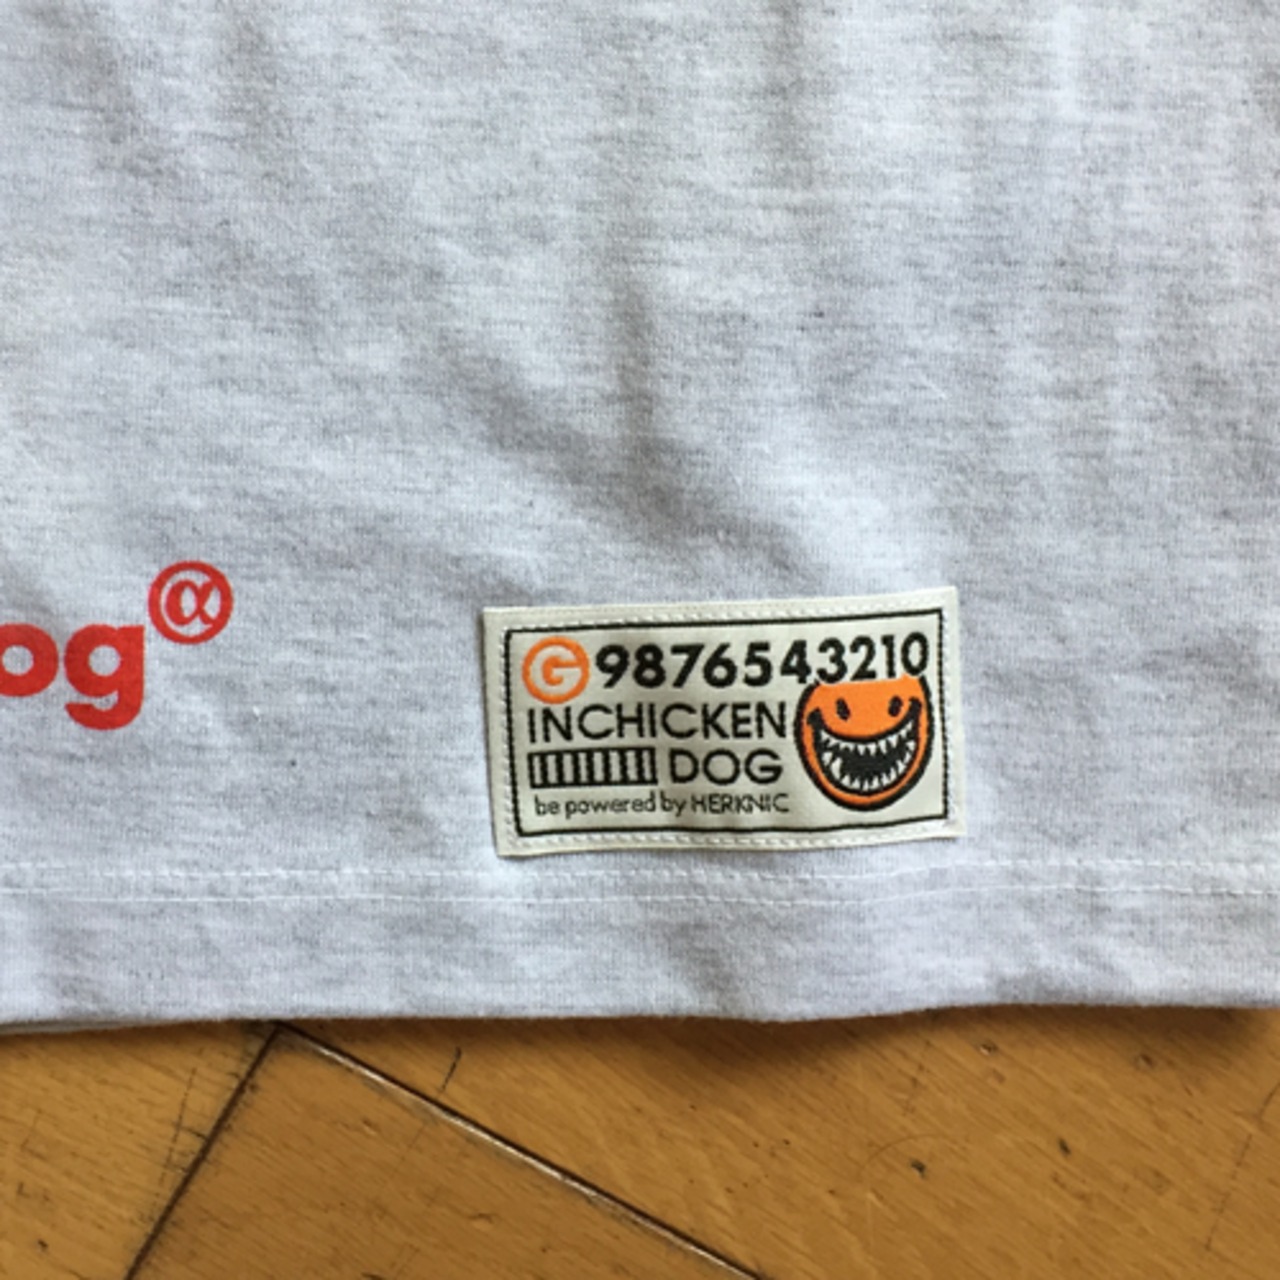 og@
G 9876543210
INCHICKEN
DOG
be powered by HERKNIC